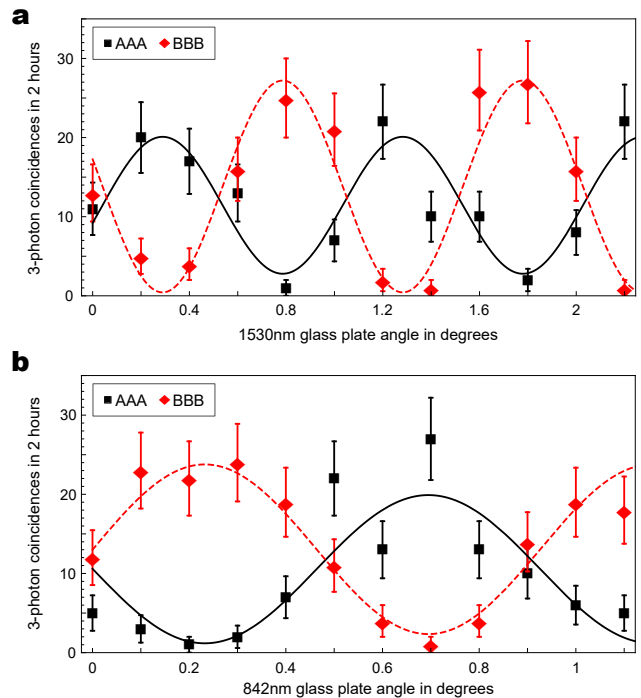 a
AAA BBB
3-photon coincidences in 2 hours
30
20
10
0
0 0.4 0.8 1.2 1.6 2
1530nm glass plate angle in degrees
b
AAA BBB
3-photon coincidences in 2 hours
30
20
10
0
0 0.2 0.4 0.6 0.8 1
842nm glass plate angle in degrees